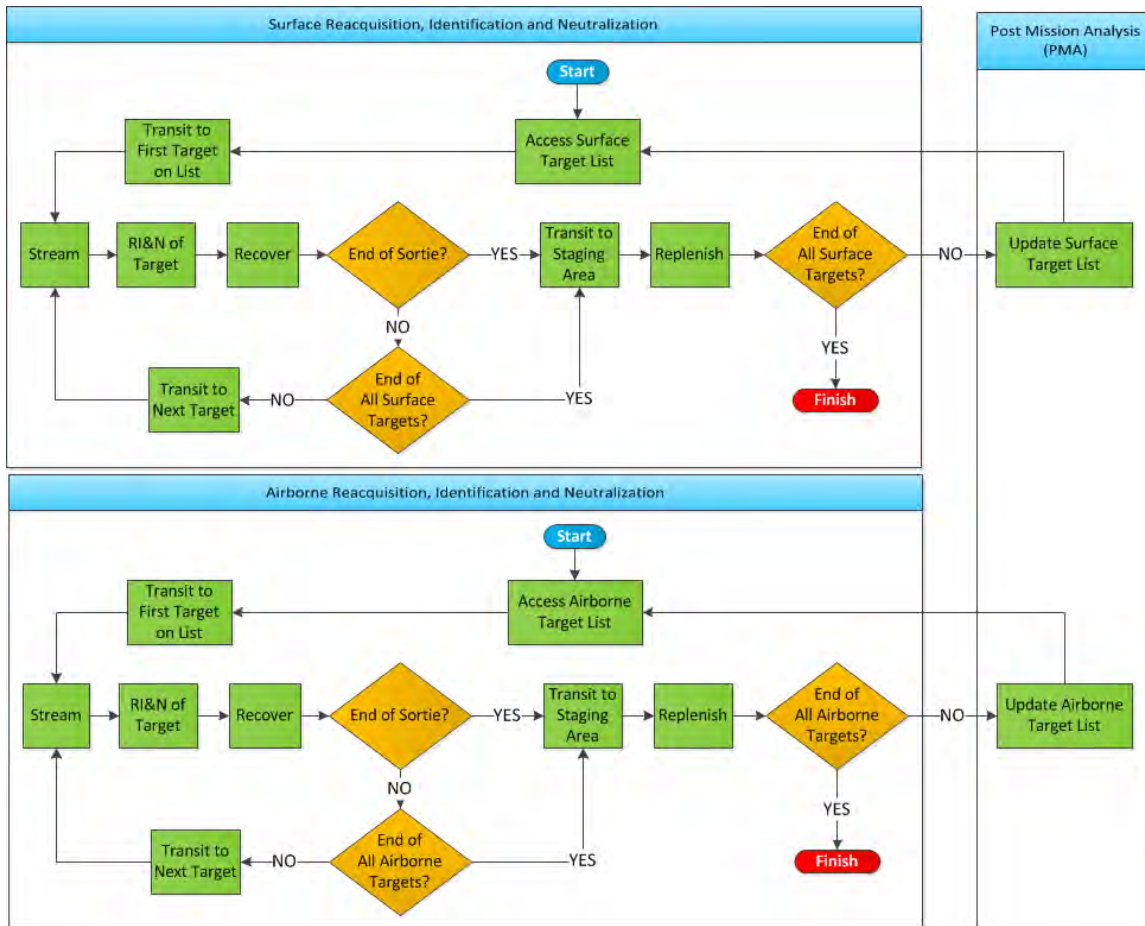 Surface Reacquisition, Identification and Neutralization
Post Mission Analysis
(PMA)
Start
Transit to
First Target
on List
Access Surface
Target List
Stream
RI&N of
Target
Recover
End of Sortie?
YES
Transit to
Staging
Area
Replenish
End of
All Surface
Targets?
NO
Update Surface
Target List
NO
YES
Transit to
Next Target
NO
End of
All Surface
Targets?
YES
Finish
Airborne Reacquisition, Identification and Neutralization
Start
Transit to
First Target
on List
Access Airborne
Target List
Stream
RI&N of
Target
Recover
End of Sortie?
YES
Transit to
Staging
Area
Replenish
End of
All Airborne
Targets?
NO
Update Airborne
Target List
NO
YES
Transit to
Next Target
NO
End of
All Airborne
Targets?
YES
Finish